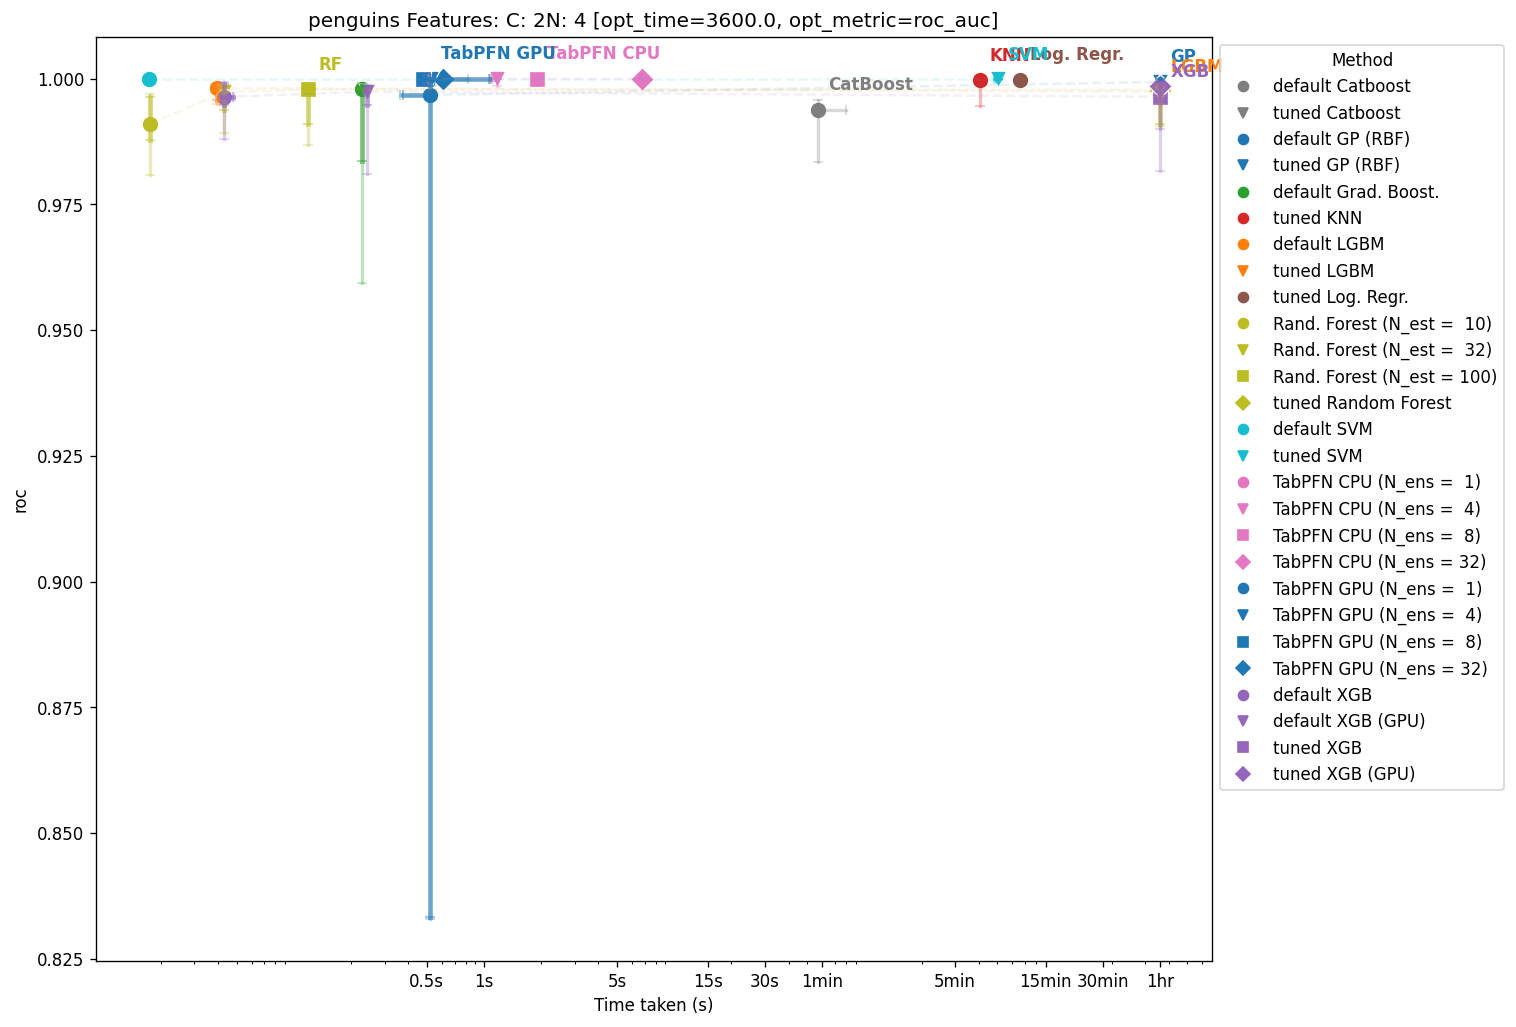 penguins Features: C: 2N: 4 [opt_time=3600.0, opt_metric=roc_auc]
TabPFN GPU
TabPFN CPU
KNN
SVM
Log. Regr.
GP
LGBM
XGB
RF
CatBoost
1.000
0.975
0.950
0.925
0.900
0.875
0.850
0.825
roc
0.5s
1s
5s
15s
30s
1min
5min
15min
30min
1hr
Time taken (s)
Method
default Catboost
tuned Catboost
default GP (RBF)
tuned GP (RBF)
default Grad. Boost.
tuned KNN
default LGBM
tuned LGBM
tuned Log. Regr.
Rand. Forest (N_est =  10)
Rand. Forest (N_est =  32)
Rand. Forest (N_est = 100)
tuned Random Forest
default SVM
tuned SVM
TabPFN CPU (N_ens =  1)
TabPFN CPU (N_ens =  4)
TabPFN CPU (N_ens =  8)
TabPFN CPU (N_ens = 32)
TabPFN GPU (N_ens =  1)
TabPFN GPU (N_ens =  4)
TabPFN GPU (N_ens =  8)
TabPFN GPU (N_ens = 32)
default XGB
default XGB (GPU)
tuned XGB
tuned XGB (GPU)